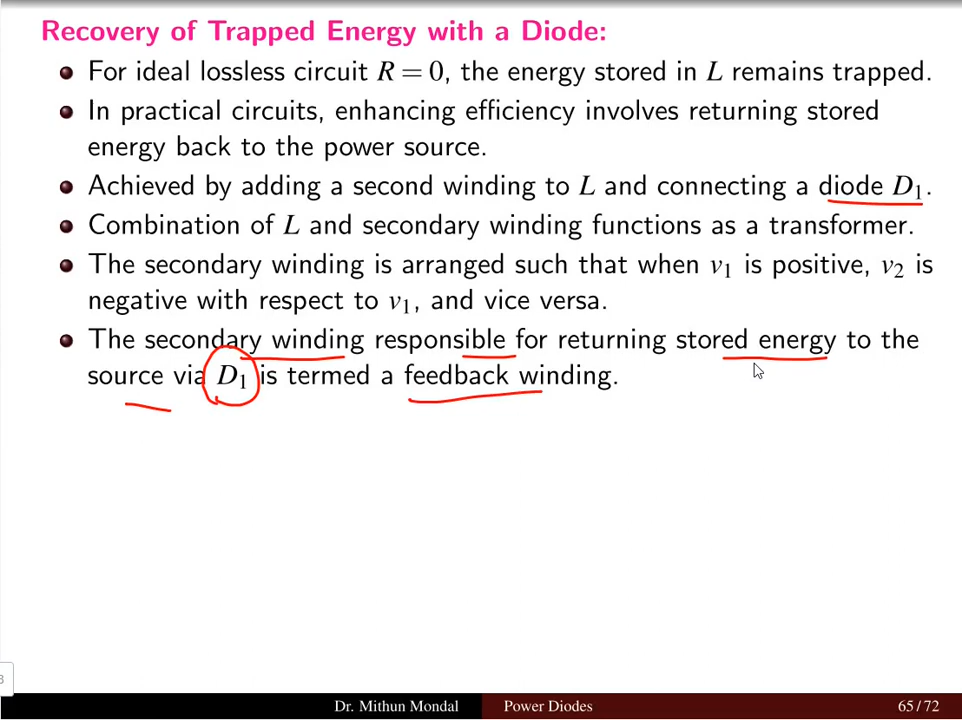 Recovery of Trapped Energy with a Diode:
For ideal lossless circuit R = 0, the energy stored in L remains trapped.
In practical circuits, enhancing efficiency involves returning stored
energy back to the power source.
Achieved by adding a second winding to L and connecting a diode D₁.
Combination of L and secondary winding functions as a transformer.
The secondary winding is arranged such that when v₁ is positive, v₂ is
negative with respect to v₁, and vice versa.
The secondary winding responsible for returning stored energy to the
source via D₁ is termed a feedback winding.
3
Dr. Mithun Mondal Power Diodes 65 / 72